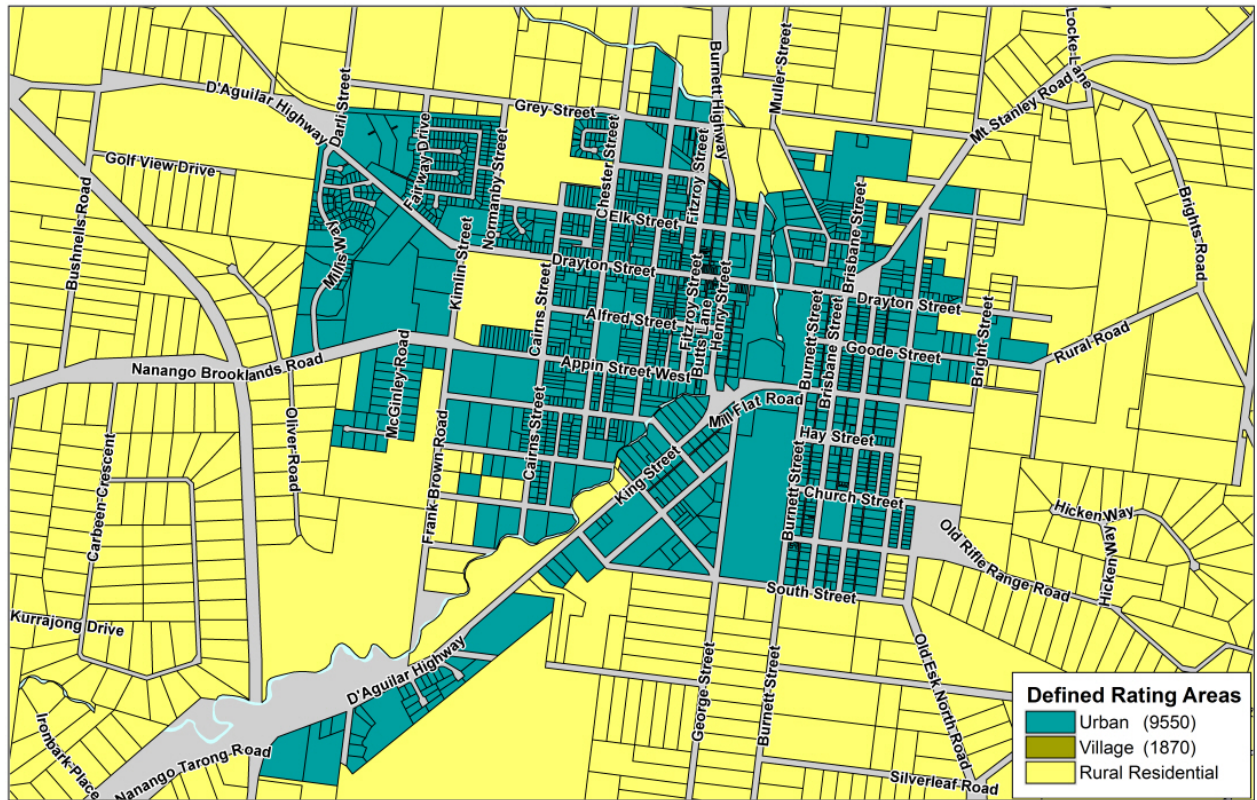 Locke Lane
Burnett Highway
Muller Street
D'Aguilar Highway
Darli Street
Grey Street
Mt Stanley Road
Fairway Drive
Normanby Street
Chester Street
Fitzroy Street
Golf View Drive
Bushnells Road
Elk Street
Brisbane Street
Brights Road
Mills Way
Kimin Street
Drayton Street
Drayton Street
Cairns Street
Alfred Street
Fitzroy Street
Butts Lane
Henry Street
Burnett Street
Brisbane Street
Goode Street
Bright Street
Rural Road
Nanango Brooklands Road
Appin Street West
McGinley Road
Oliver Road
Mill Flat Road
Hay Street
Carbeen Crescent
Frank Brown Road
Cairns Street
King Street
Burnett Street
Church Street
Hicken Way
Hicken Way
Old Rifle Range Road
South Street
Kurrajong Drive
D'Aguilar Highway
George Street
Burnett Street
Old Esk North Road
Ironbark Place
Nanango Tarong Road
Silverleaf Road
Defined Rating Areas
Urban (9550)
Village (1870)
Rural Residential